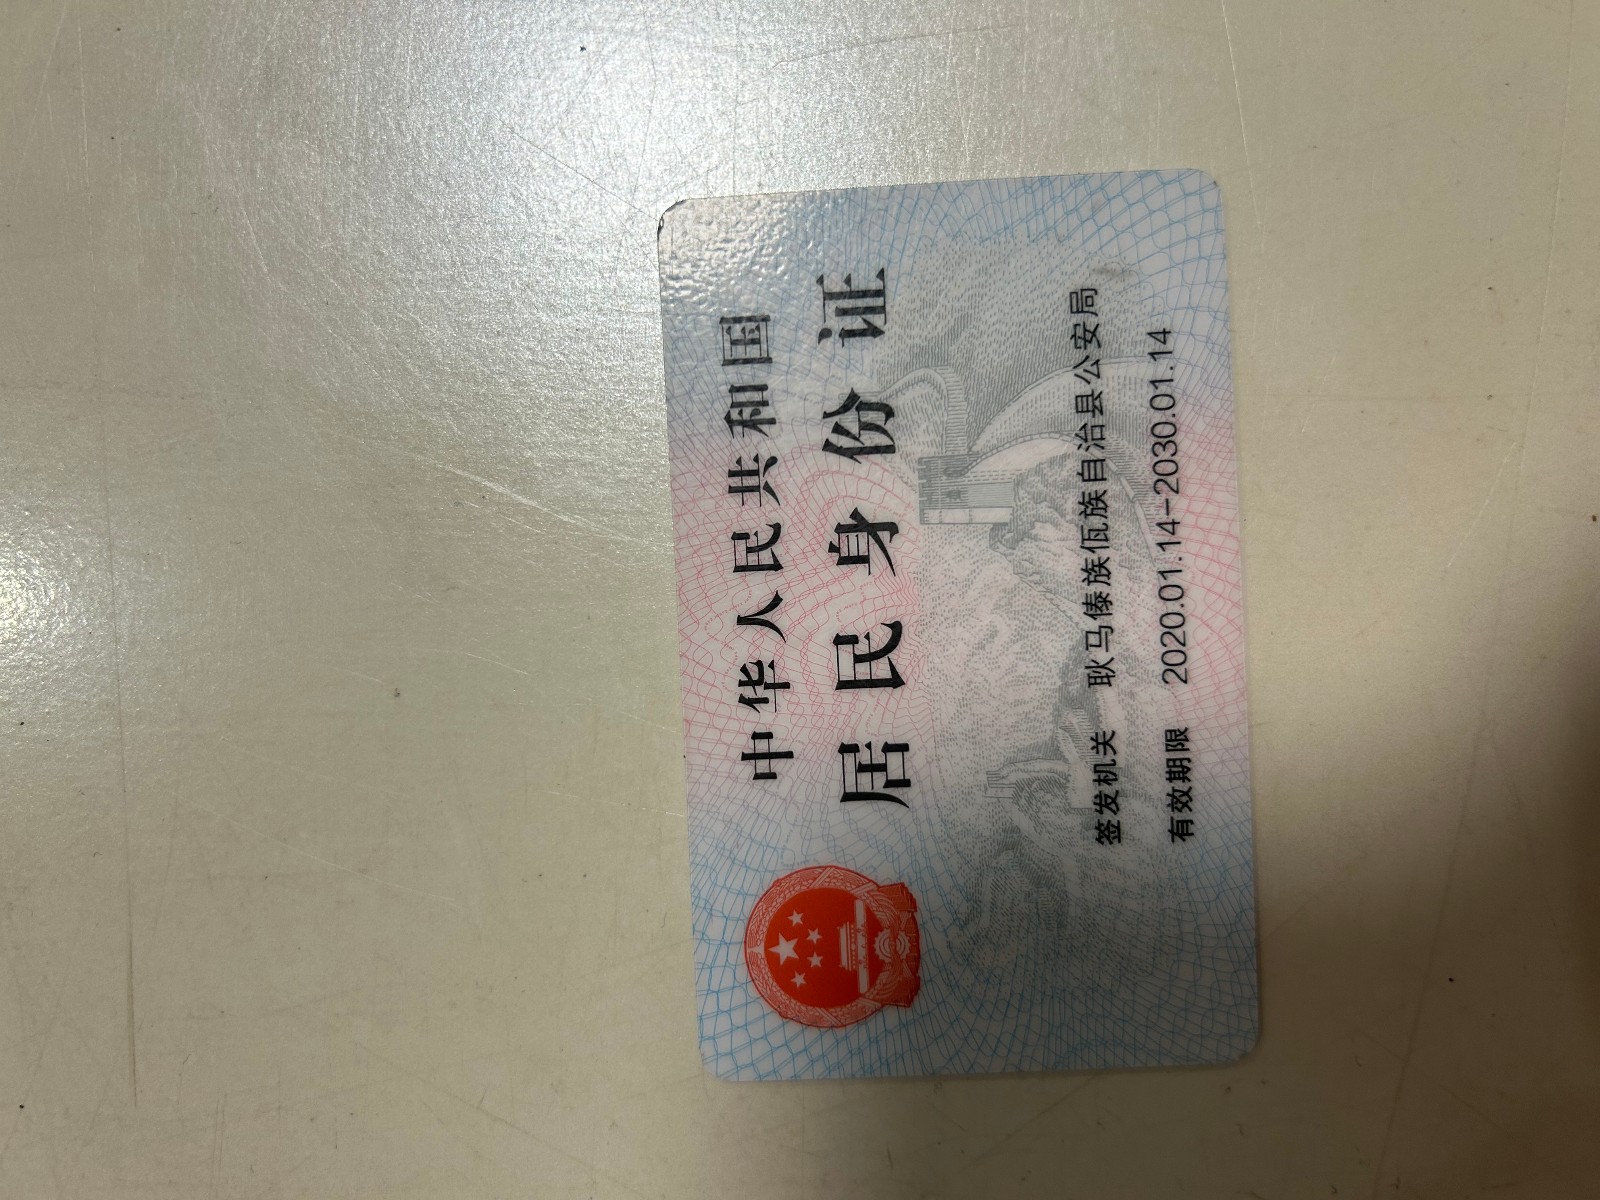 中华人民共和国
居民身份证
签发机关 耿马傣族佤族自治县公安局
有效期限 2020.01.14-2030.01.14